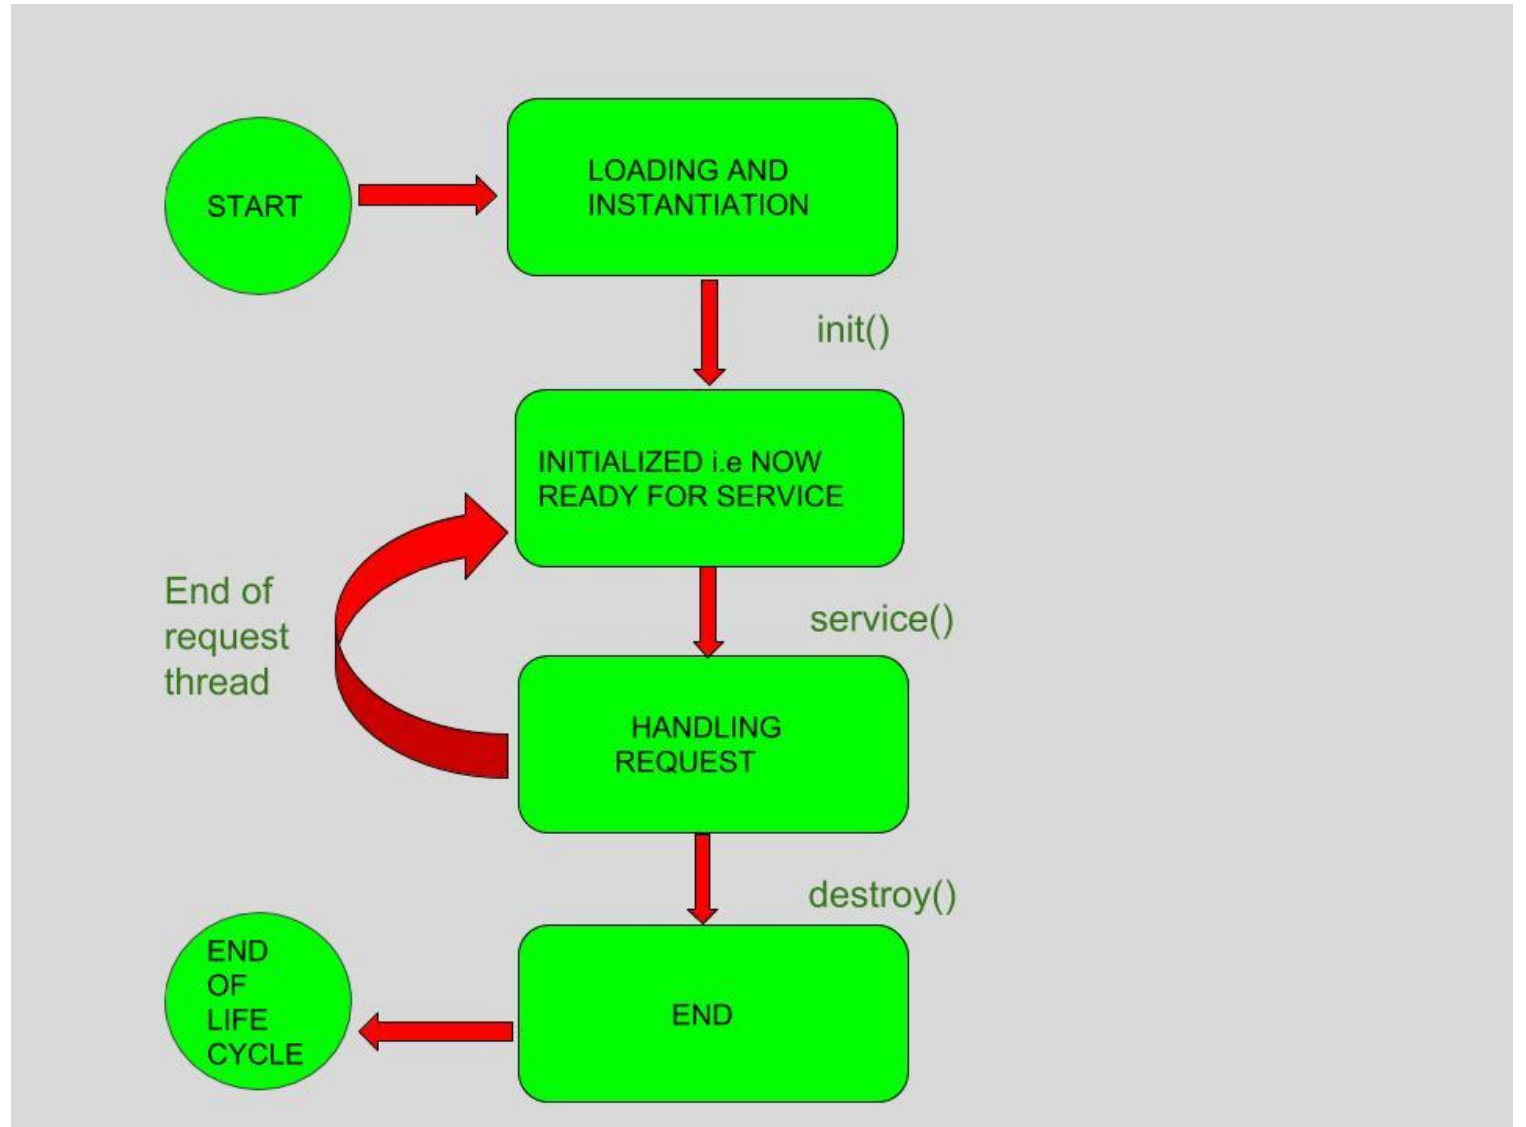 START
LOADING AND
INSTANTIATION
init()
INITIALIZED i.e NOW
READY FOR SERVICE
End of
request
thread
service()
HANDLING
REQUEST
destroy()
END
OF
LIFE
CYCLE
END